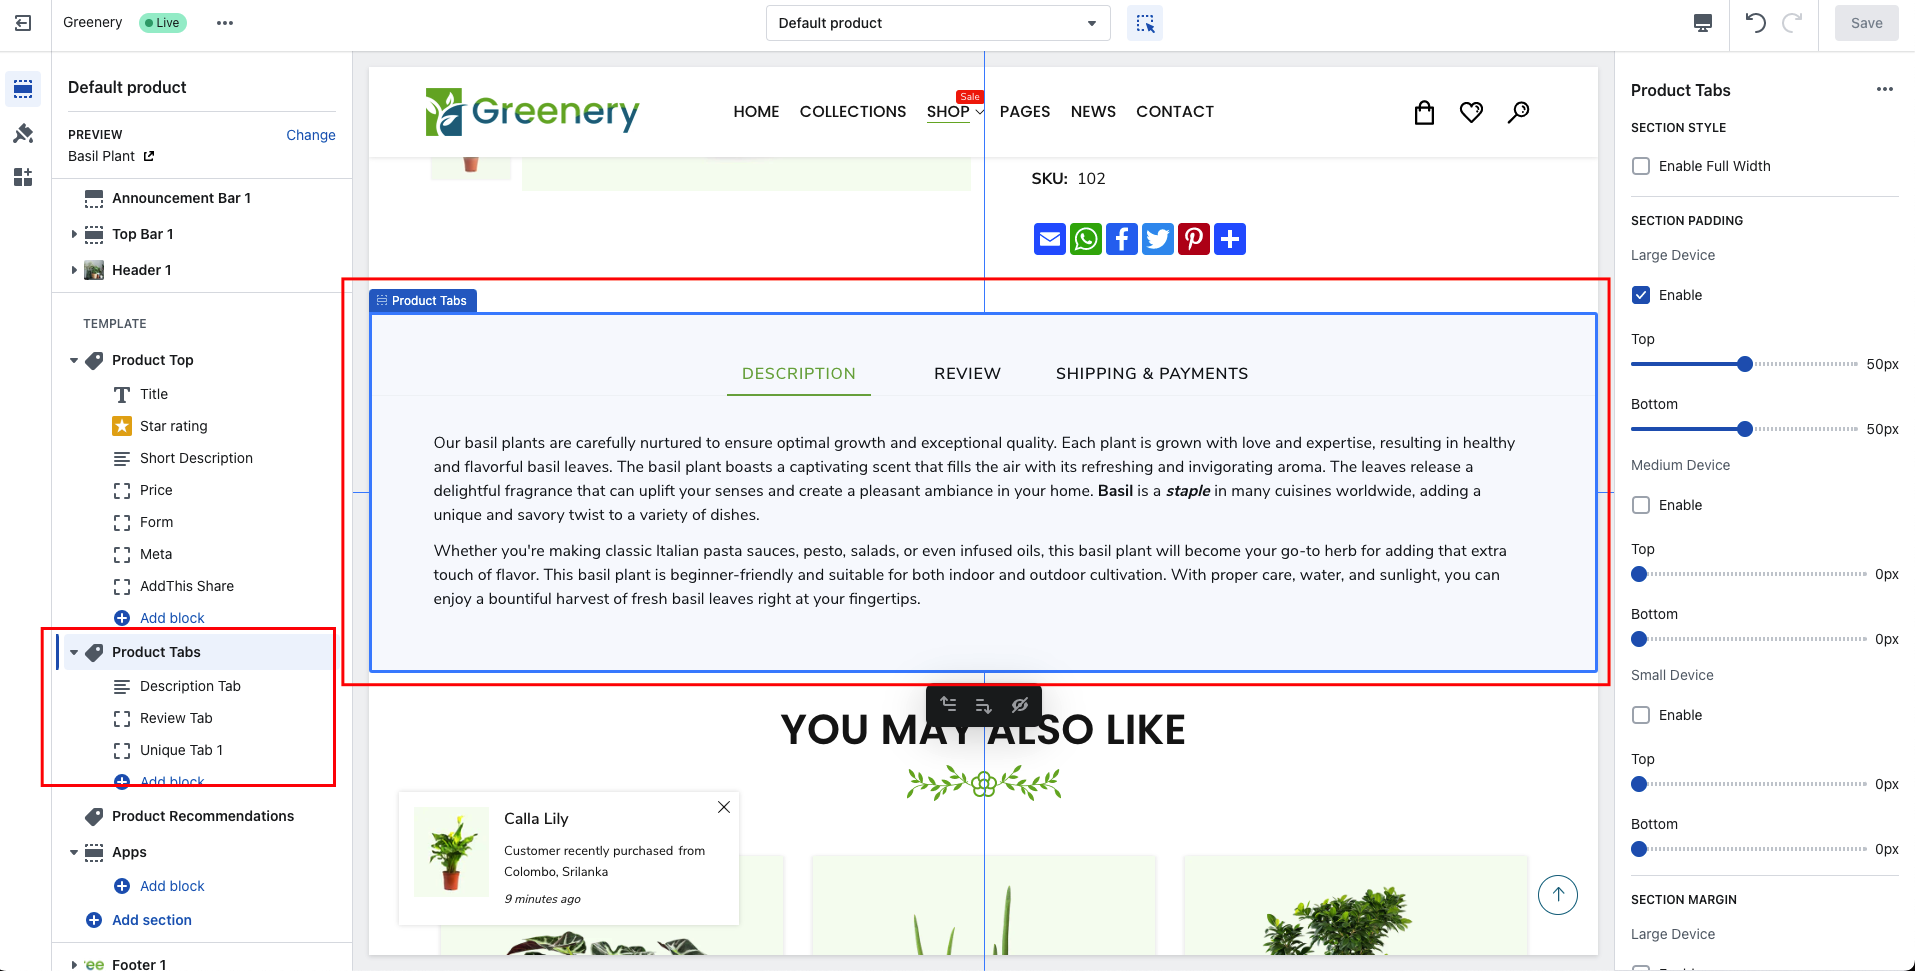 Greenery
Live
Default product
Save
Default product
PREVIEW
Change
Basil Plant
Announcement Bar 1
Top Bar 1
Header 1
TEMPLATE
Product Top
Title
Star rating
Short Description
Price
Form
Meta
AddThis Share
Add block
Product Tabs
Description Tab
Review Tab
Unique Tab 1
Add block
Product Recommendations
Apps
Add block
Add section
ee
Footer 1
Greenery
HOME
COLLECTIONS
SHOP
Sale
PAGES
NEWS
CONTACT
SKU: 102
Product Tabs
DESCRIPTION
REVIEW
SHIPPING & PAYMENTS
Our basil plants are carefully nurtured to ensure optimal growth and exceptional quality. Each plant is grown with love and expertise, resulting in healthy
and flavorful basil leaves. The basil plant boasts a captivating scent that fills the air with its refreshing and invigorating aroma. The leaves release a
delightful fragrance that can uplift your senses and create a pleasant ambiance in your home. Basil is a staple in many cuisines worldwide, adding a
unique and savory twist to a variety of dishes.
Whether you're making classic Italian pasta sauces, pesto, salads, or even infused oils, this basil plant will become your go-to herb for adding that extra
touch of flavor. This basil plant is beginner-friendly and suitable for both indoor and outdoor cultivation. With proper care, water, and sunlight, you can
enjoy a bountiful harvest of fresh basil leaves right at your fingertips.
YOU MAY ALSO LIKE
Calla Lily
Customer recently purchased from
Colombo, Srilanka
9 minutes ago
Product Tabs
SECTION STYLE
Enable Full Width
SECTION PADDING
Large Device
Enable
Top
50px
Bottom
50px
Medium Device
Enable
Top
0px
Bottom
0px
Small Device
Enable
Top
0px
Bottom
0px
SECTION MARGIN
Large Device